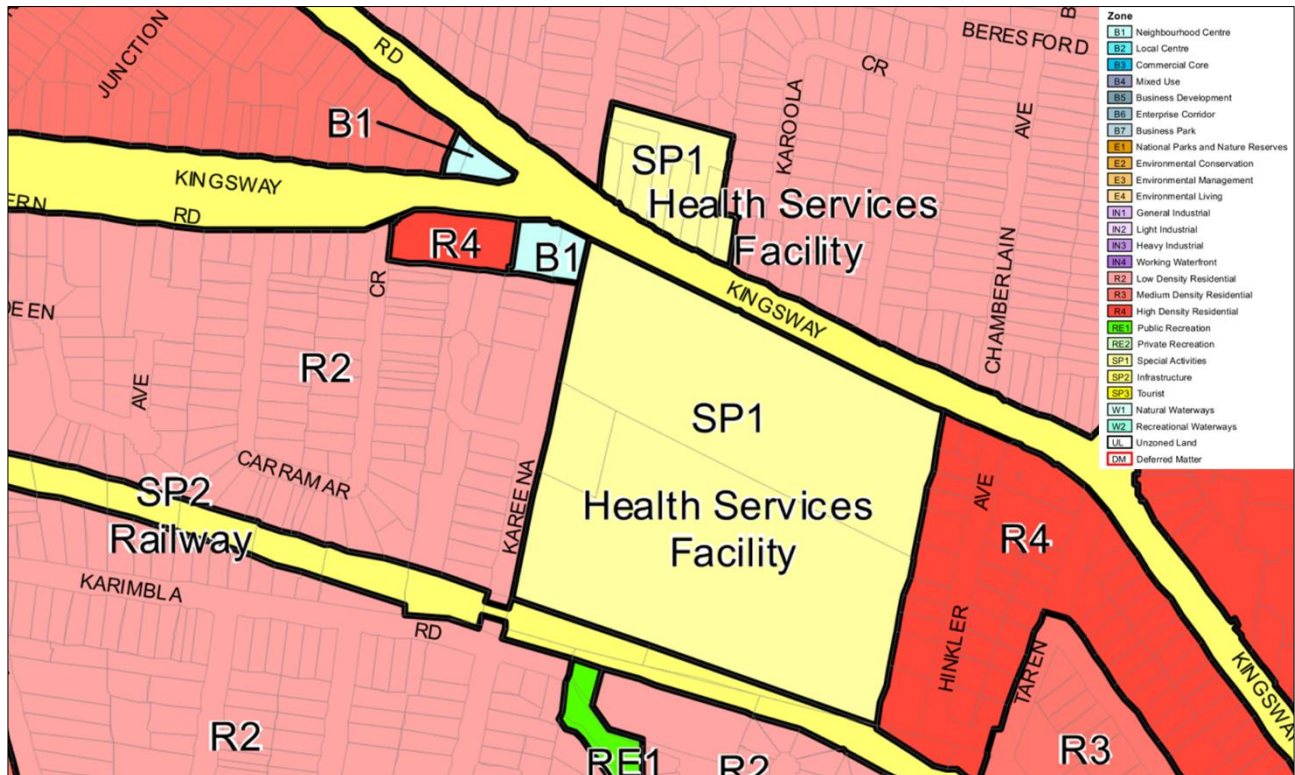 JUNCTION
RD
BERESFORD
CR
KAROOLA
AVE
B
B1
SP1
Health Services
Facility
KINGSWAY
ERN
RD
R4
B1
CR
KINGSWAY
CHAMBERLAIN
DEEN
R2
AVE
SP1
CARRAMAR
SP2
Railway
KAREENA
Health Services
Facility
AVE
R4
KARIMBLA
RD
HINKLER
TAREN
KINGSWAY
R2
RE1
R2
R3
Zone
B1 Neighbourhood Centre
B2 Local Centre
B3 Commercial Core
B4 Mixed Use
B5 Business Development
B6 Enterprise Corridor
B7 Business Park
E1 National Parks and Nature Reserves
E2 Environmental Conservation
E3 Environmental Management
E4 Environmental Living
IN1 General Industrial
IN2 Light Industrial
IN3 Heavy Industrial
IN4 Working Waterfront
R2 Low Density Residential
R3 Medium Density Residential
R4 High Density Residential
RE1 Public Recreation
RE2 Private Recreation
SP1 Special Activities
SP2 Infrastructure
SP3 Tourist
W1 Natural Waterways
W2 Recreational Waterways
UL Unzoned Land
DM Deferred Matter